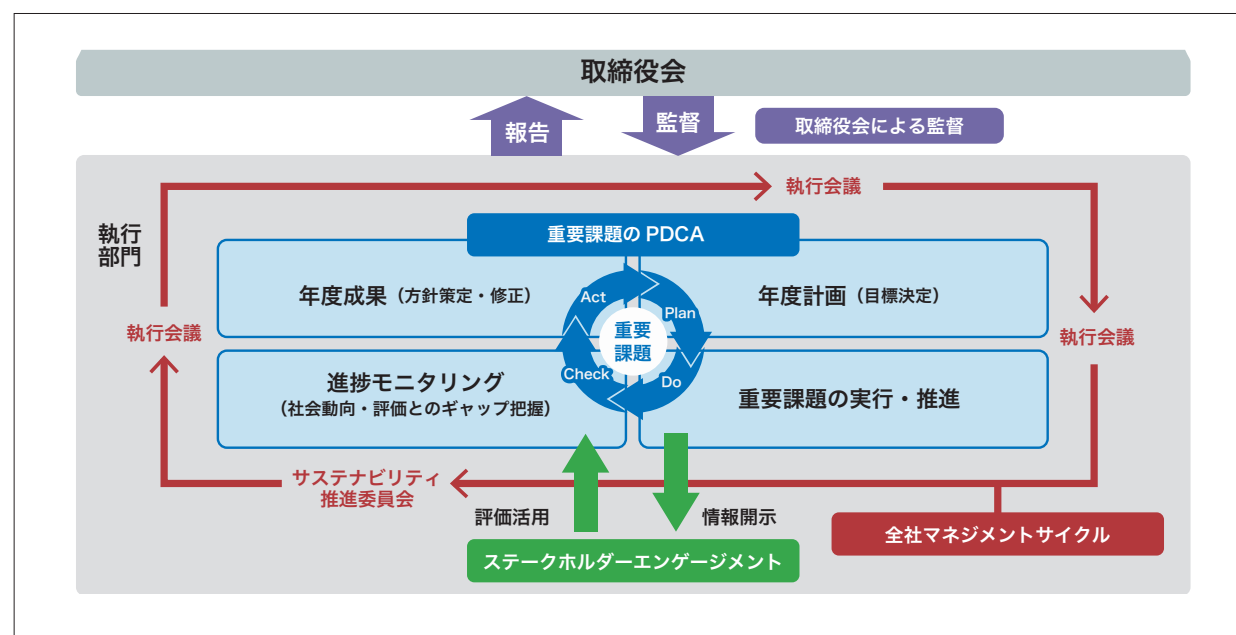 取締役会
報告
監督
取締役会による監督
執行会議
執行
部門
重要課題の PDCA
年度成果（方針策定・修正）
年度計画（目標決定）
Act
Plan
重要
課題
Check
Do
執行会議
執行会議
進捗モニタリング
（社会動向・評価とのギャップ把握）
重要課題の実行・推進
サステナビリティ
推進委員会
評価活用
情報開示
全社マネジメントサイクル
ステークホルダーエンゲージメント